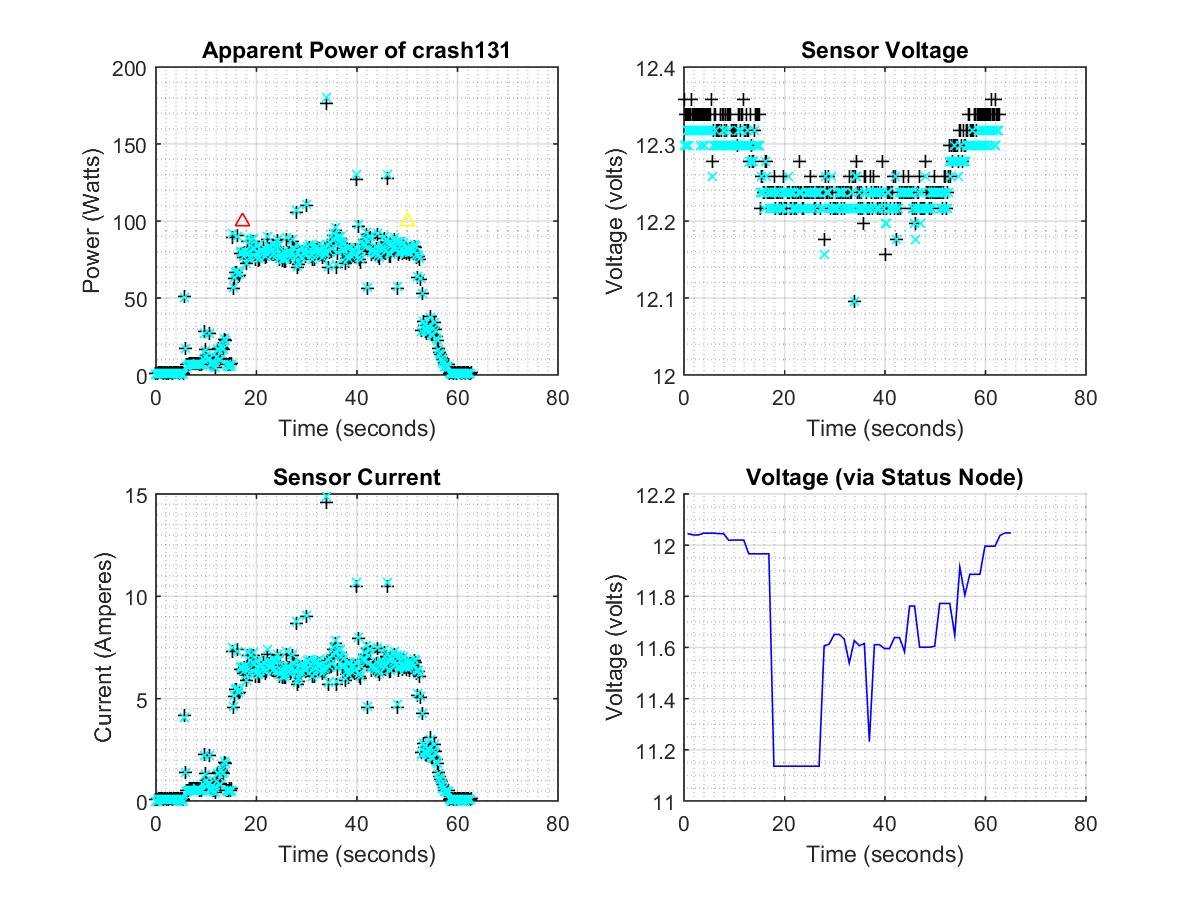 Apparent Power of crash131
200
150
100
50
0
0 20 40 60 80
Power (Watts)
Time (seconds)
Sensor Voltage
12.4
12.3
12.2
12.1
12
0 20 40 60 80
Voltage (volts)
Time (seconds)
Sensor Current
15
10
5
0
0 20 40 60 80
Current (Amperes)
Time (seconds)
Voltage (via Status Node)
12.2
12
11.8
11.6
11.4
11.2
11
0 20 40 60 80
Voltage (volts)
Time (seconds)